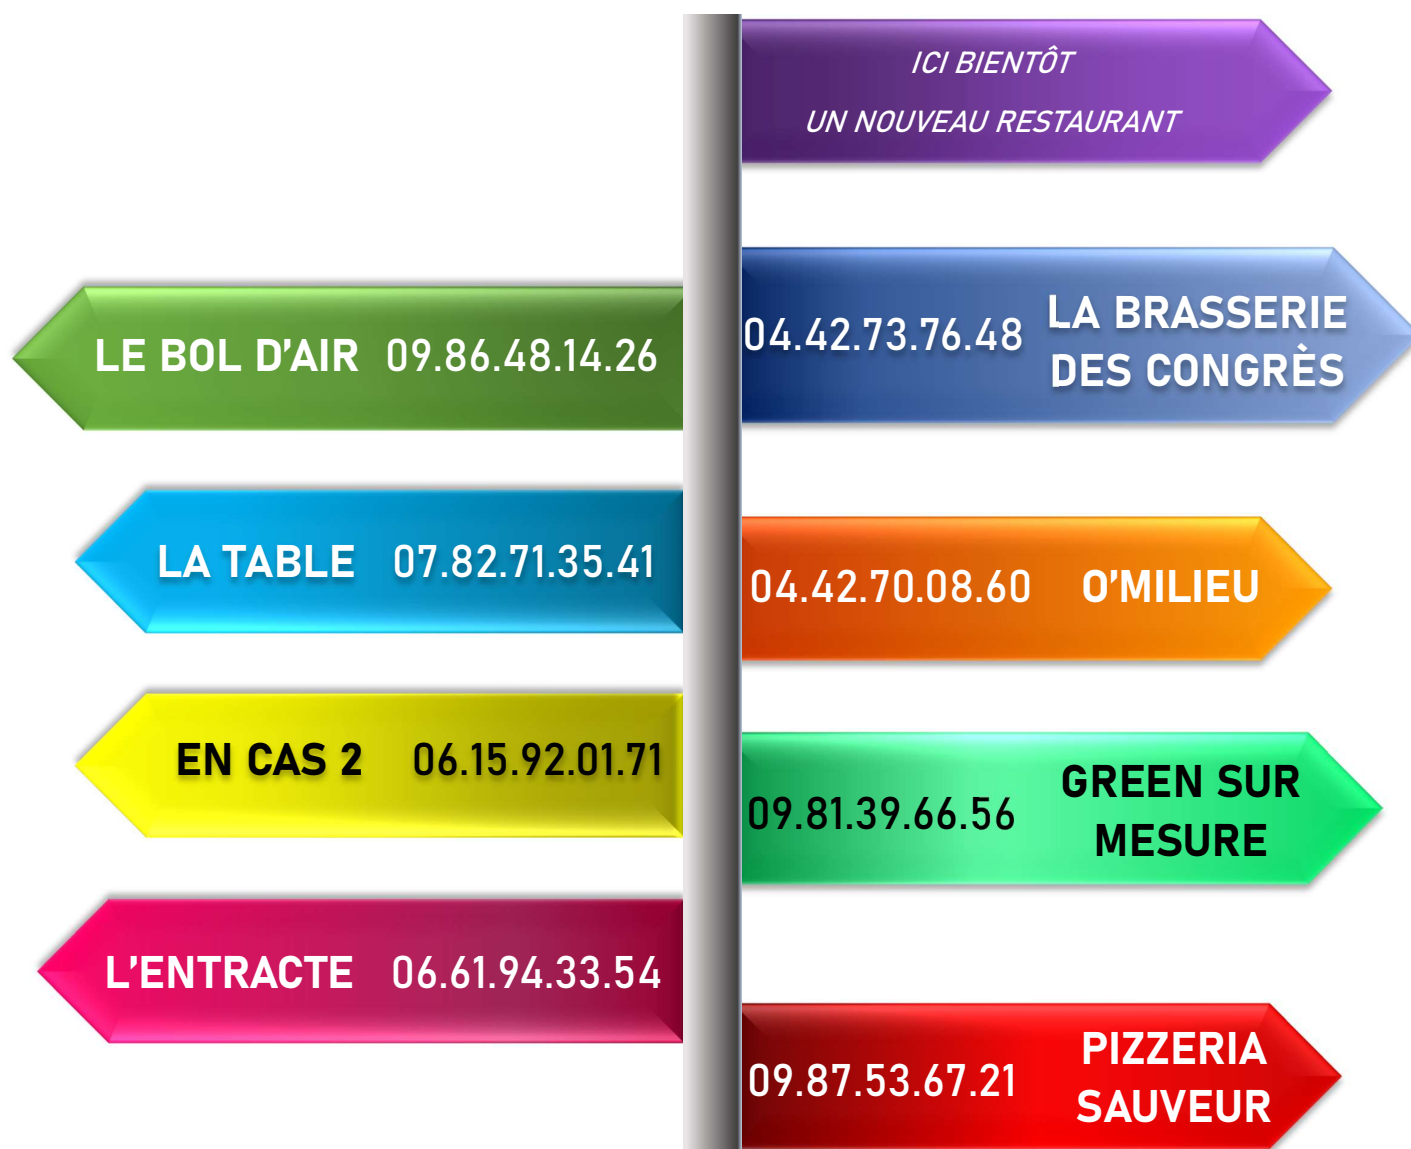 ICI BIENTÔT
UN NOUVEAU RESTAURANT
LE BOL D'AIR 09.86.48.14.26
04.42.73.76.48 LA BRASSERIE
DES CONGRÈS
LA TABLE 07.82.71.35.41
04.42.70.08.60 O'MILIEU
EN CAS 2 06.15.92.01.71
09.81.39.66.56 GREEN SUR
MESURE
L'ENTRACTE 06.61.94.33.54
09.87.53.67.21 PIZZERIA
SAUVEUR